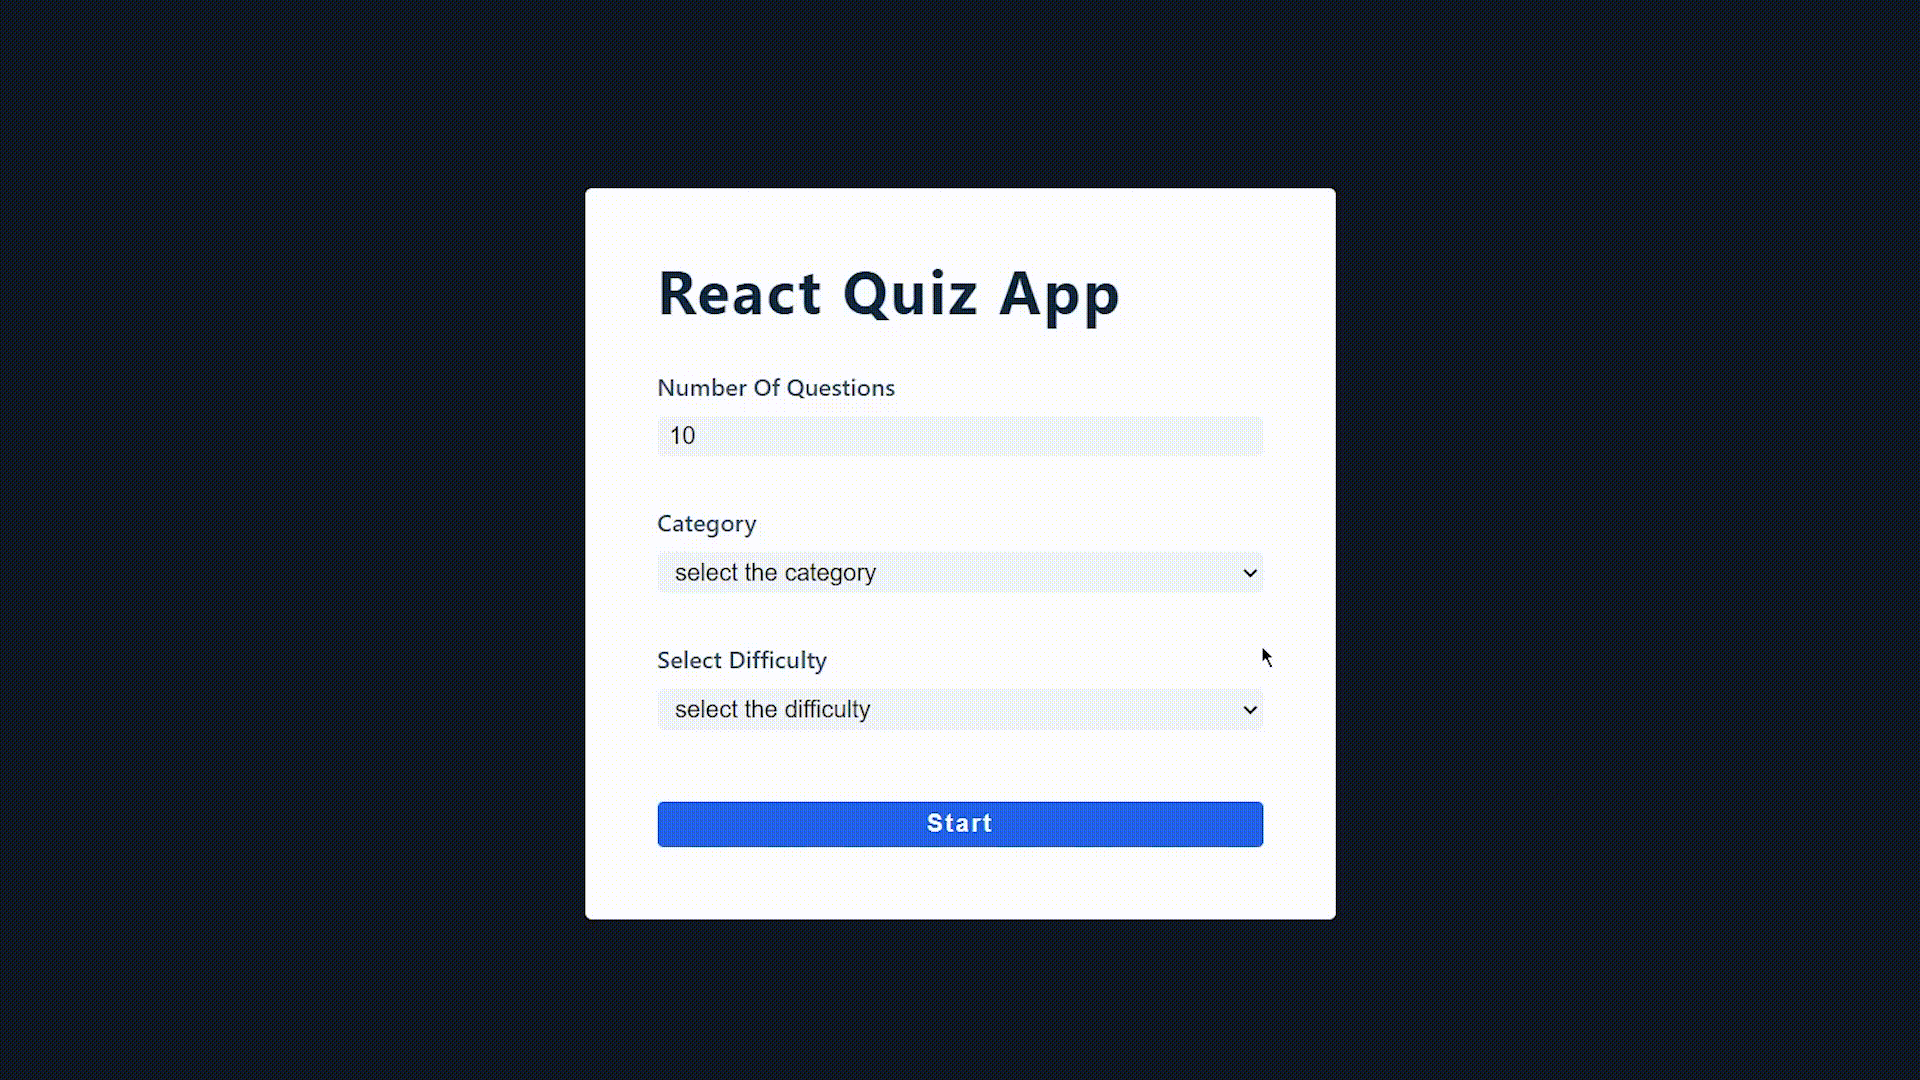 React Quiz App
Number Of Questions
10
Category
select the category
Select Difficulty
select the difficulty
Start